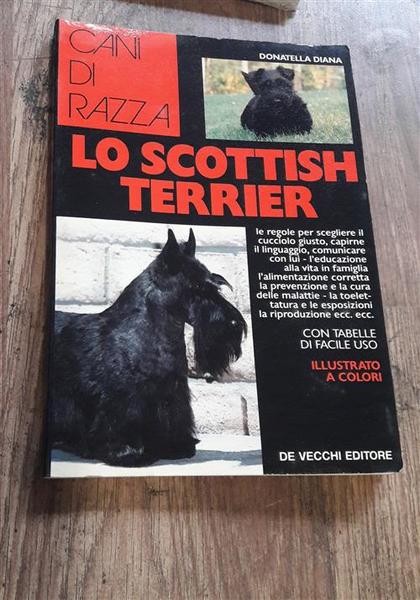 CANI
DI
RAZZA
DONATELLA DIANA
LO SCOTTISH
TERRIER
le regole per scegliere il
cucciolo giusto, capirne
il linguaggio, comunicare
con lui - l'educazione
alla vita in famiglia
l'alimentazione corretta
la prevenzione e la cura
delle malattie - la toelet-
tatura e le esposizioni
la riproduzione ecc. ecc.
CON TABELLE
DI FACILE USO
ILLUSTRATO
A COLORI
DE VECCHI EDITORE